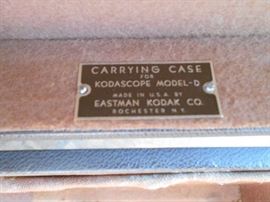 CARRYING CASE
FOR
KODASCOPE MODEL-D
MADE IN U.S.A. BY
EASTMAN KODAK CO.
ROCHESTER N.Y.